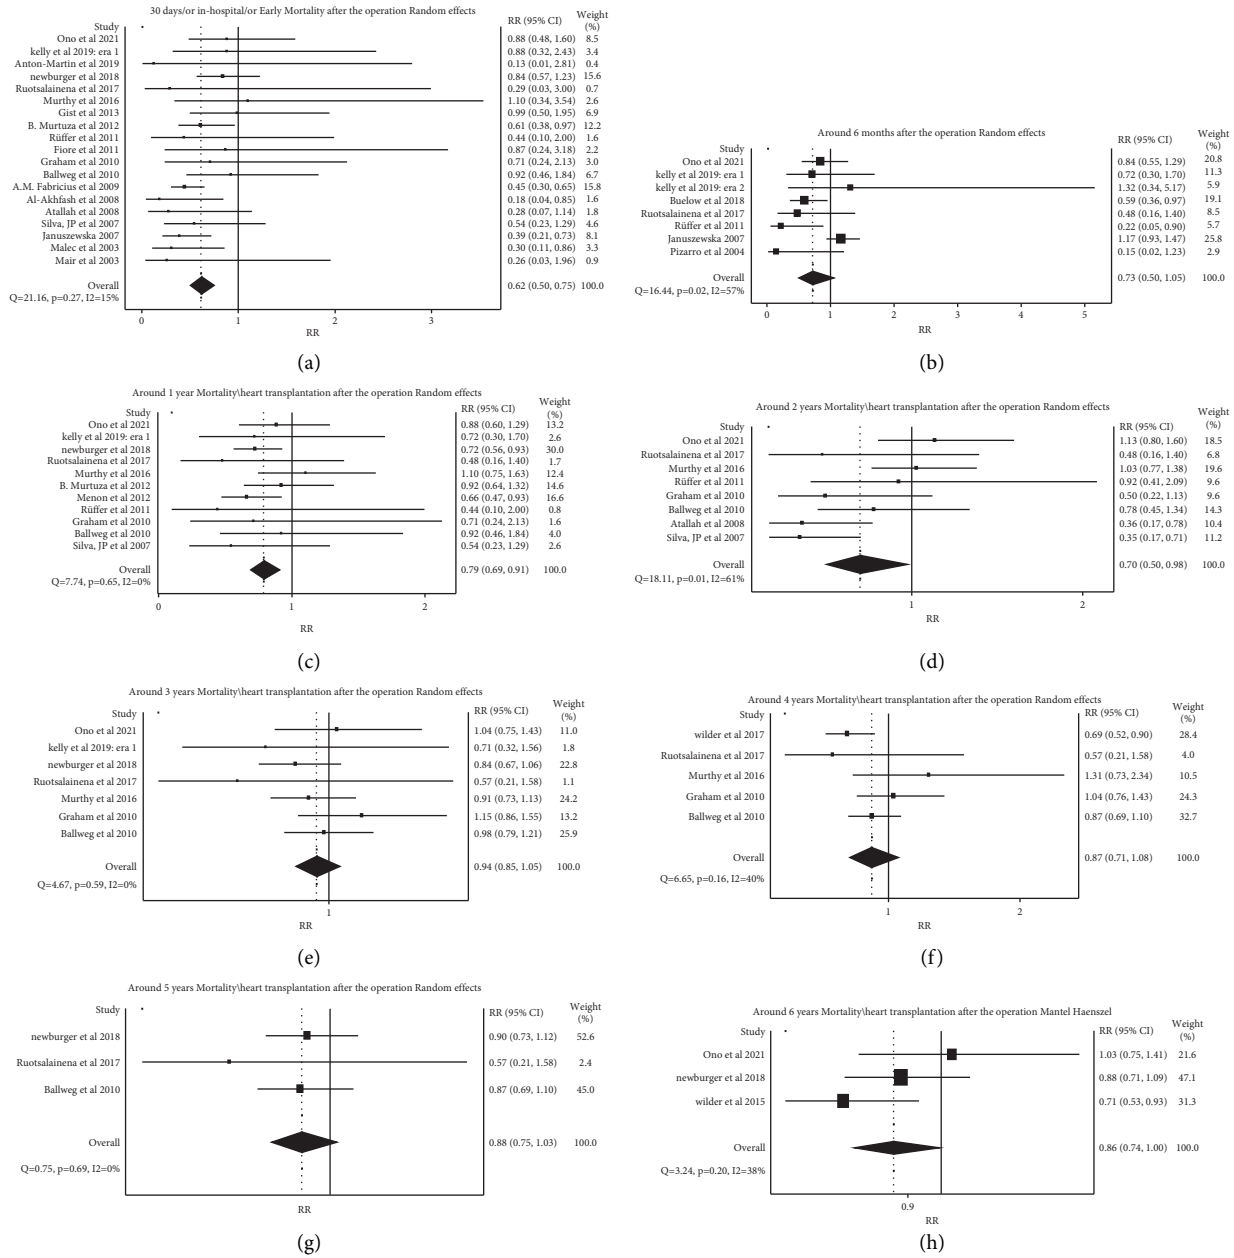 30 days/or in-hospital/or Early Mortality after the operation Random effects
Study RR (95% CI) Weight (%)
Ono et al 2021 0.88 (0.48, 1.60) 8.5
kelly et al 2019: era 1 0.88 (0.32, 2.43) 3.4
Anton-Martin et al 2019 0.13 (0.01, 2.81) 0.4
newburger et al 2018 0.84 (0.57, 1.23) 15.6
Ruotsalainena et al 2017 0.29 (0.03, 3.00) 0.7
Murthy et al 2016 1.10 (0.34, 3.54) 2.6
Gist et al 2013 0.99 (0.50, 1.95) 6.9
B. Murtuza et al 2012 0.61 (0.38, 0.97) 12.2
Rüffer et al 2011 0.44 (0.10, 2.00) 1.6
Fiore et al 2011 0.87 (0.24, 3.18) 2.2
Graham et al 2010 0.71 (0.24, 2.13) 3.0
Ballweg et al 2010 0.92 (0.46, 1.84) 6.7
A.M. Fabricius et al 2009 0.45 (0.30, 0.65) 15.8
Al-Akhfash et al 2008 0.18 (0.04, 0.85) 1.6
Atallah et al 2008 0.28 (0.07, 1.14) 1.8
Silva, JP et al 2007 0.54 (0.23, 1.29) 4.6
Januszewska 2007 0.39 (0.21, 0.73) 8.1
Malec et al 2003 0.30 (0.11, 0.86) 3.3
Mair et al 2003 0.26 (0.03, 1.96) 0.9
Overall 0.62 (0.50, 0.75) 100.0
Q=21.16, p=0.27, I2=15%
0 1 2 3
RR
(a)
Around 6 months after the operation Random effects
Study RR (95% CI) Weight (%)
Ono et al 2021 0.84 (0.55, 1.29) 20.8
kelly et al 2019: era 1 0.72 (0.30, 1.70) 11.3
kelly et al 2019: era 2 1.32 (0.34, 5.17) 5.9
Buelow et al 2018 0.59 (0.36, 0.97) 19.1
Ruotsalainena et al 2017 0.48 (0.16, 1.40) 8.5
Rüffer et al 2011 0.22 (0.05, 0.90) 5.7
Januszewska 2007 1.17 (0.93, 1.47) 25.8
Pizarro et al 2004 0.15 (0.02, 1.23) 2.9
Overall 0.73 (0.50, 1.05) 100.0
Q=16.44, p=0.02, I2=57%
0 1 2 3 4 5
RR
(b)
Around 1 year Mortality\heart transplantation after the operation Random effects
Study RR (95% CI) Weight (%)
Ono et al 2021 0.88 (0.60, 1.29) 13.2
kelly et al 2019: era 1 0.72 (0.30, 1.70) 2.6
newburger et al 2018 0.72 (0.56, 0.93) 30.0
Ruotsalainena et al 2017 0.48 (0.16, 1.40) 1.7
Murthy et al 2016 1.10 (0.75, 1.63) 12.4
B. Murtuza et al 2012 0.92 (0.64, 1.32) 14.6
Menon et al 2012 0.66 (0.47, 0.93) 16.6
Rüffer et al 2011 0.44 (0.10, 2.00) 0.8
Graham et al 2010 0.71 (0.24, 2.13) 1.6
Ballweg et al 2010 0.92 (0.46, 1.84) 4.0
Silva, JP et al 2007 0.54 (0.23, 1.29) 2.6
Overall 0.79 (0.69, 0.91) 100.0
Q=7.74, p=0.65, I2=0%
0 1 2
RR
(c)
Around 2 years Mortality\heart transplantation after the operation Random effects
Study RR (95% CI) Weight (%)
Ono et al 2021 1.13 (0.80, 1.60) 18.5
Ruotsalainena et al 2017 0.48 (0.16, 1.40) 6.8
Murthy et al 2016 1.03 (0.77, 1.38) 19.6
Rüffer et al 2011 0.92 (0.41, 2.09) 9.6
Graham et al 2010 0.50 (0.22, 1.13) 9.6
Ballweg et al 2010 0.78 (0.45, 1.34) 14.3
Atallah et al 2008 0.36 (0.17, 0.78) 10.4
Silva, JP et al 2007 0.35 (0.17, 0.71) 11.2
Overall 0.70 (0.50, 0.98) 100.0
Q=18.11, p=0.01, I2=61%
1 2
RR
(d)
Around 3 years Mortality\heart transplantation after the operation Random effects
Study RR (95% CI) Weight (%)
Ono et al 2021 1.04 (0.75, 1.43) 11.0
kelly et al 2019: era 1 0.71 (0.32, 1.56) 1.8
newburger et al 2018 0.84 (0.67, 1.06) 22.8
Ruotsalainena et al 2017 0.57 (0.21, 1.58) 1.1
Murthy et al 2016 0.91 (0.73, 1.13) 24.2
Graham et al 2010 1.15 (0.86, 1.55) 13.2
Ballweg et al 2010 0.98 (0.79, 1.21) 25.9
Overall 0.94 (0.85, 1.05) 100.0
Q=4.67, p=0.59, I2=0%
1
RR
(e)
Around 4 years Mortality\heart transplantation after the operation Random effects
Study RR (95% CI) Weight (%)
wilder et al 2017 0.69 (0.52, 0.90) 28.4
Ruotsalainena et al 2017 0.57 (0.21, 1.58) 4.0
Murthy et al 2016 1.31 (0.73, 2.34) 10.5
Graham et al 2010 1.04 (0.76, 1.43) 24.3
Ballweg et al 2010 0.87 (0.69, 1.10) 32.7
Overall 0.87 (0.71, 1.08) 100.0
Q=6.65, p=0.16, I2=40%
1 2
RR
(f)
Around 5 years Mortality\heart transplantation after the operation Random effects
Study RR (95% CI) Weight (%)
newburger et al 2018 0.90 (0.73, 1.12) 52.6
Ruotsalainena et al 2017 0.57 (0.21, 1.58) 2.4
Ballweg et al 2010 0.87 (0.69, 1.10) 45.0
Overall 0.88 (0.75, 1.03) 100.0
Q=0.75, p=0.69, I2=0%
RR
(g)
Around 6 years Mortality\heart transplantation after the operation Mantel Haenszel
Study RR (95% CI) Weight (%)
Ono et al 2021 1.03 (0.75, 1.41) 21.6
newburger et al 2018 0.88 (0.71, 1.09) 47.1
wilder et al 2015 0.71 (0.53, 0.93) 31.3
Overall 0.86 (0.74, 1.00) 100.0
Q=3.24, p=0.20, I2=38%
0.9
RR
(h)